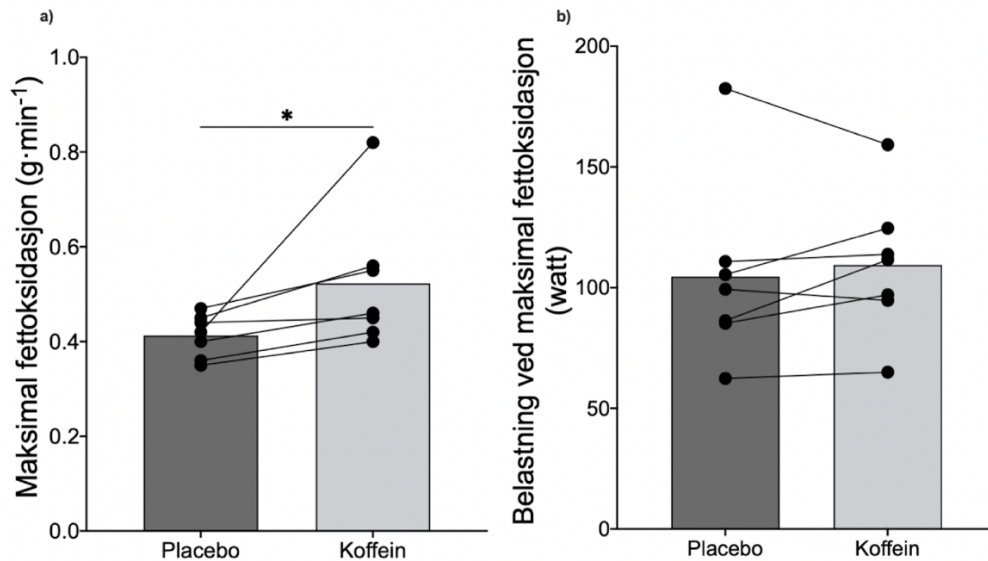 a)
Maksimal fettoksidasjon (g·min⁻¹)
1.0
0.8
0.6
0.4
0.2
0.0
*
Placebo
Koffein
b)
Belastning ved maksimal fettoksidasjon
(watt)
200
150
100
50
0
Placebo
Koffein